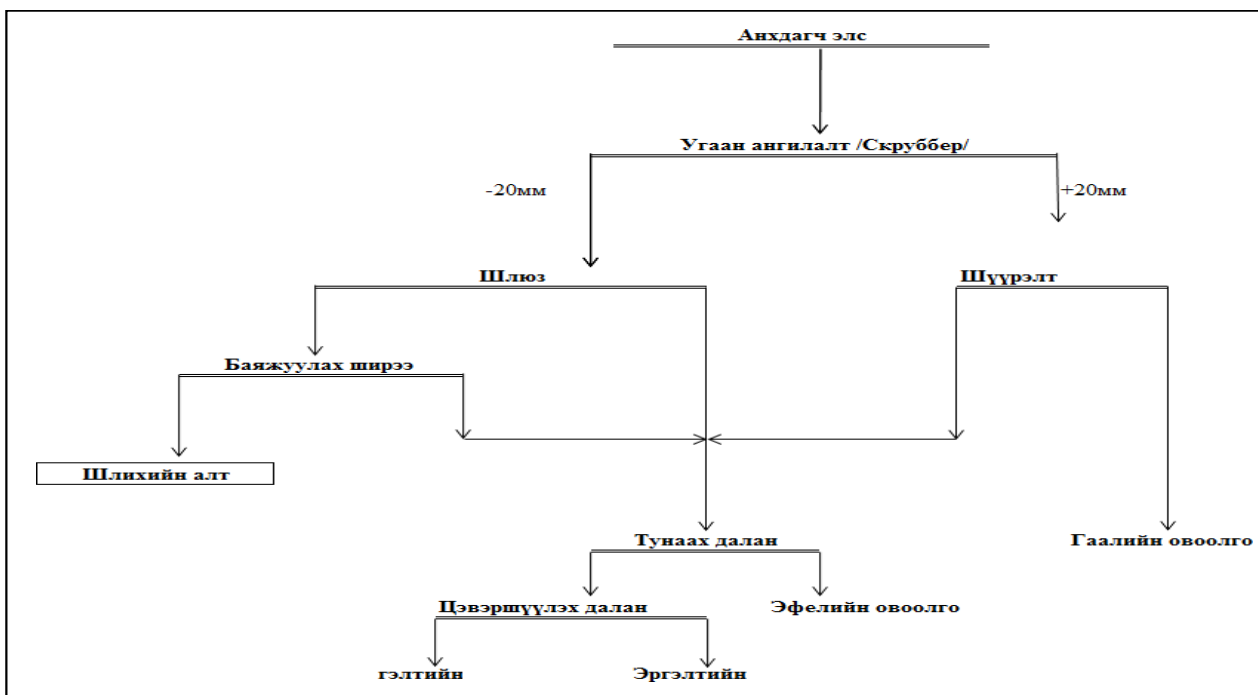 Анхдагч элс
Угаан ангилалт /Скруббер/
-20мм
+20мм
Шлюз
Шүүрэлт
Баяжуулах ширээ
Шлихийн алт
Тунаах далан
Гаалийн овоолго
Цэвэршүүлэх далан
Эфелийн овоолго
гэлтийн
Эргэлтийн